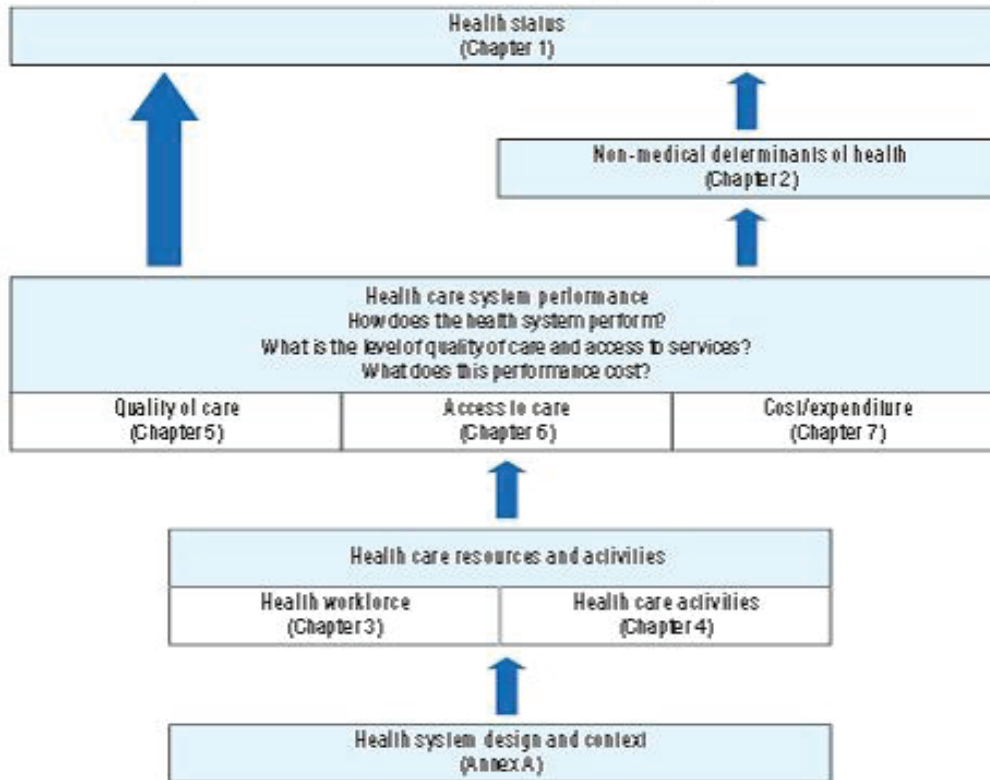 Health status
(Chapter 1)
Non-medical determinants of health
(Chapter 2)
Health care system performance
How does the health system perform?
What is the level of quality of care and access to services?
What does this performance cost?
Quality of care
(Chapter 5)
Access to care
(Chapter 6)
Cost/expenditure
(Chapter 7)
Health care resources and activities
Health workforce
(Chapter 3)
Health care activities
(Chapter 4)
Health system design and context
(Annex A)